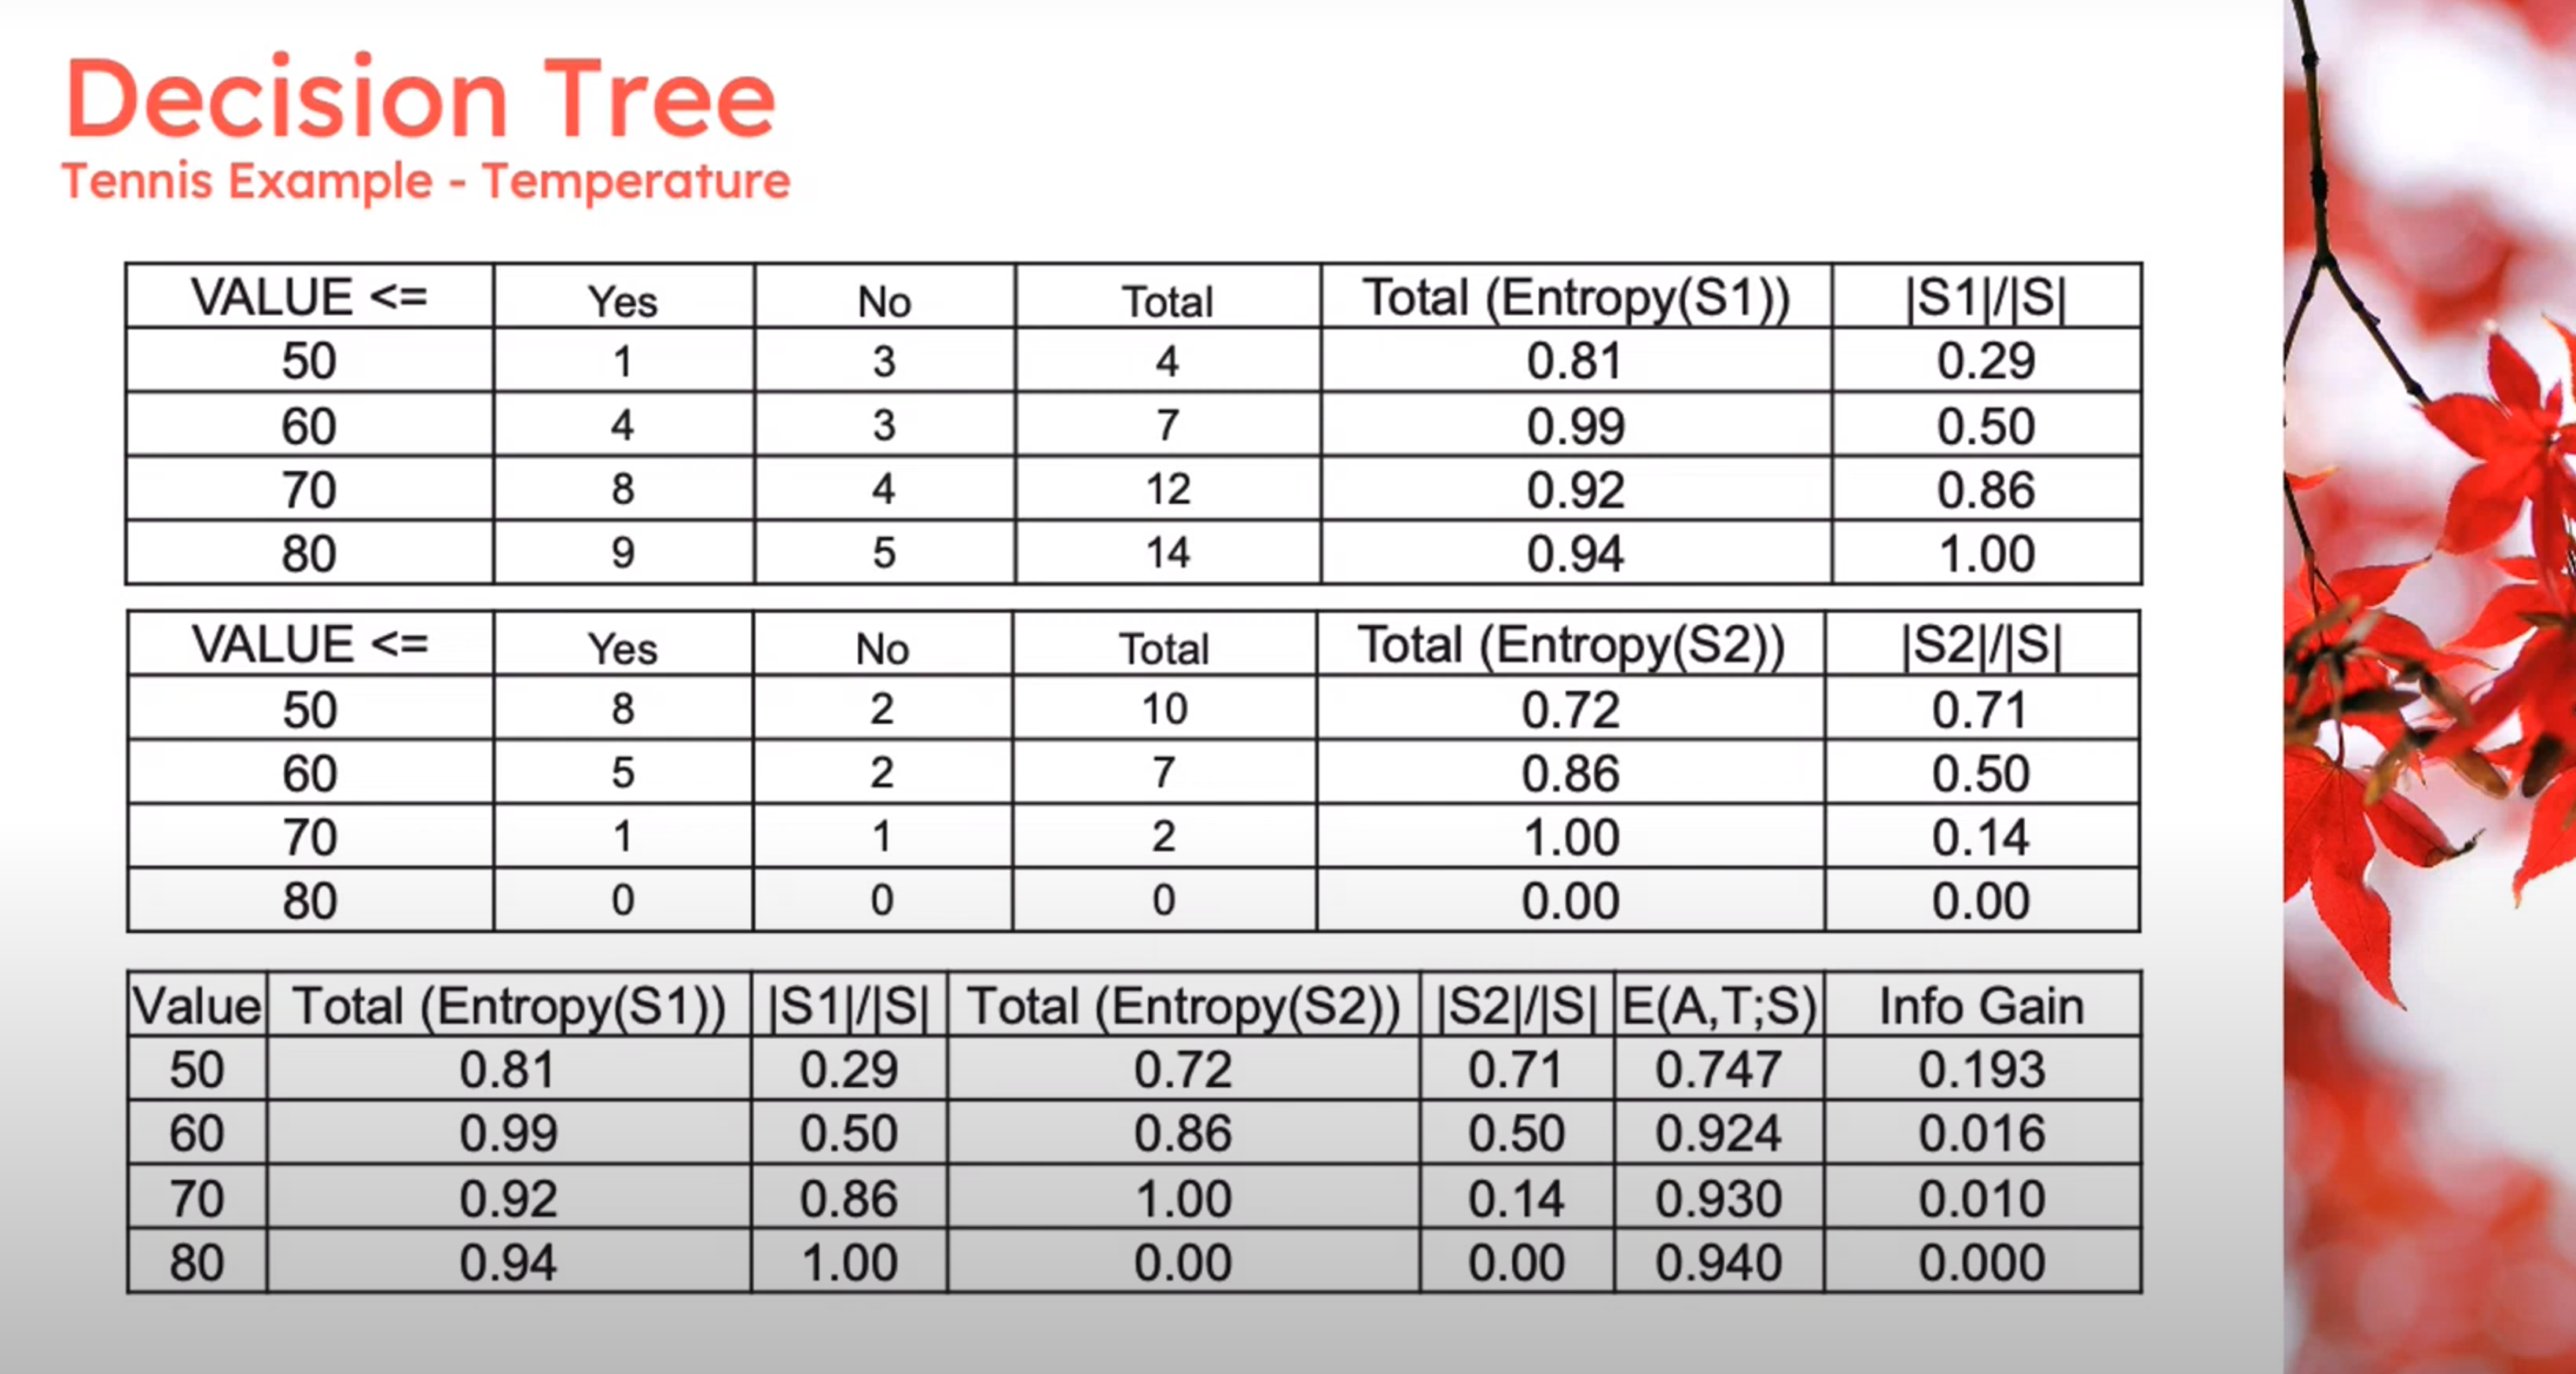 Decision Tree
Tennis Example - Temperature
VALUE <= Yes No Total Total (Entropy(S1)) |S1|/|S|
50 1 3 4 0.81 0.29
60 4 3 7 0.99 0.50
70 8 4 12 0.92 0.86
80 9 5 14 0.94 1.00
VALUE <= Yes No Total Total (Entropy(S2)) |S2|/|S|
50 8 2 10 0.72 0.71
60 5 2 7 0.86 0.50
70 1 1 2 1.00 0.14
80 0 0 0 0.00 0.00
Value Total (Entropy(S1)) |S1|/|S| Total (Entropy(S2)) |S2|/|S| E(A,T;S) Info Gain
50 0.81 0.29 0.72 0.71 0.747 0.193
60 0.99 0.50 0.86 0.50 0.924 0.016
70 0.92 0.86 1.00 0.14 0.930 0.010
80 0.94 1.00 0.00 0.00 0.940 0.000